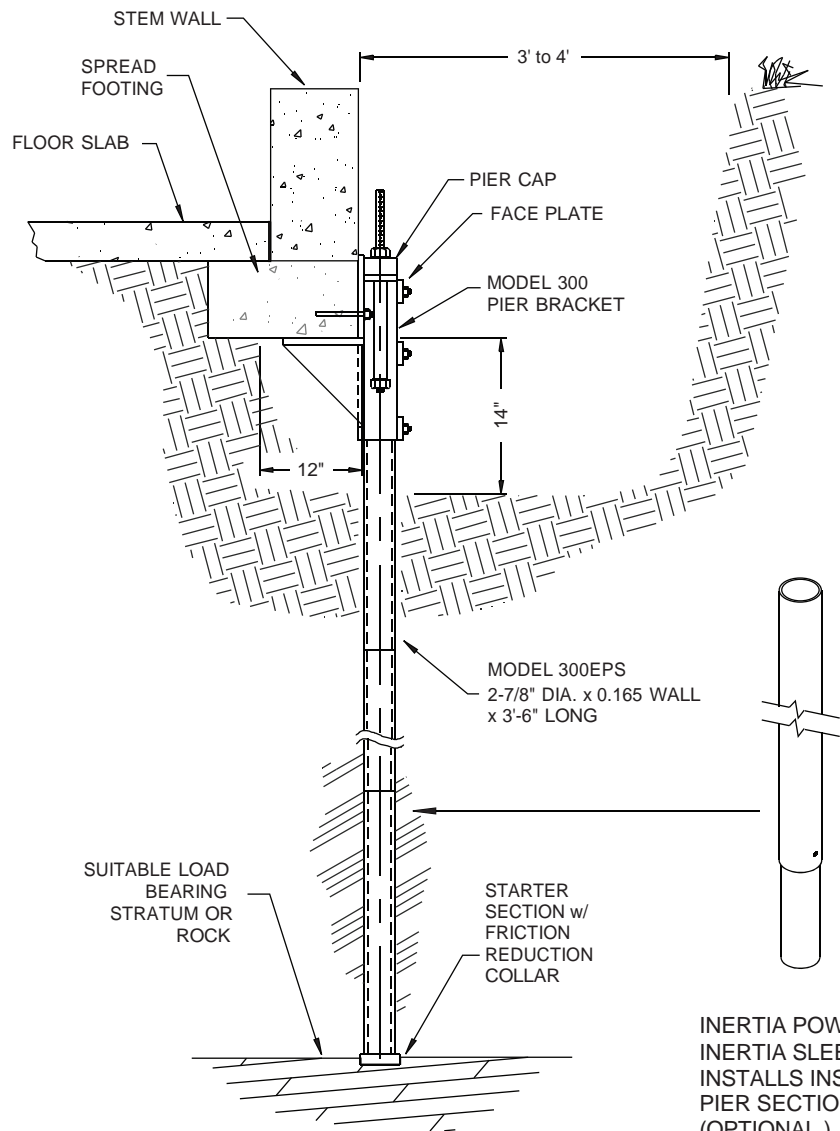 STEM WALL
3' to 4'
SPREAD
FOOTING
FLOOR SLAB
PIER CAP
FACE PLATE
MODEL 300
PIER BRACKET
14"
12"
MODEL 300EPS
2-7/8" DIA. x 0.165 WALL
x 3'-6" LONG
SUITABLE LOAD
BEARING
STRATUM OR
ROCK
STARTER
SECTION w/
FRICTION
REDUCTION
COLLAR
INERTIA POW
INERTIA SLEE
INSTALLS INS
PIER SECTIO
(OPTIONAL )